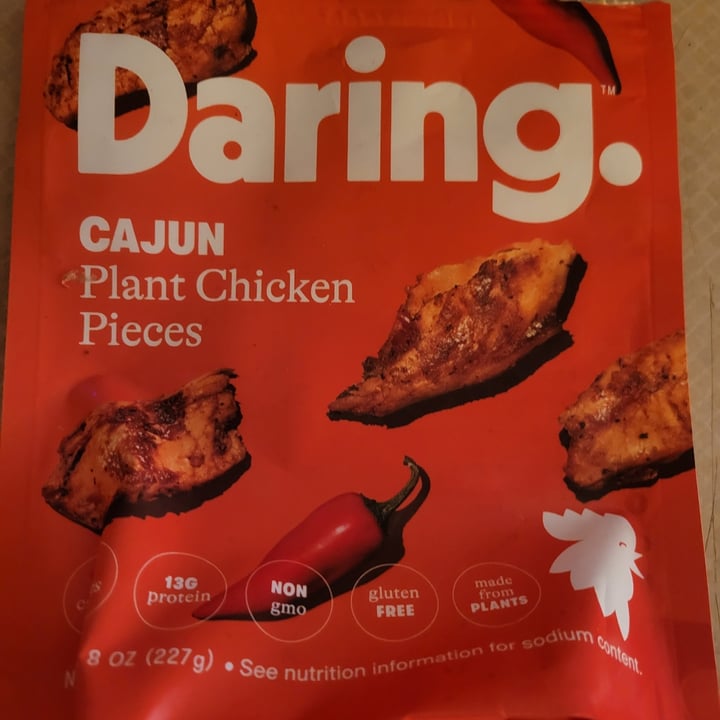 Daring.™
CAJUN
Plant Chicken
Pieces
13G
protein
NON
gmo
gluten
FREE
made
from
PLANTS
8 OZ (227g) • See nutrition information for sodium content.